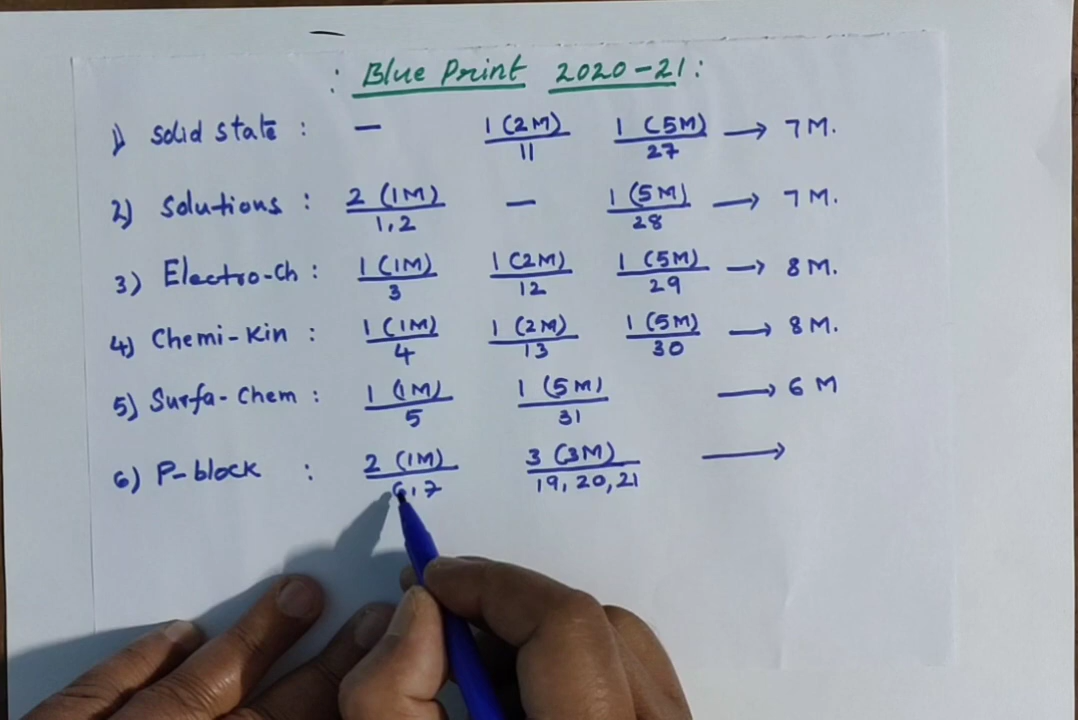 : Blue Print 2020-21:
1) Solid State : — 1 (2M) 1 (5M) → 7 M.
11 27
2) Solutions : 2 (1M) — 1 (5M) → 7 M.
1,2 28
3) Electro-Ch : 1 (1M) 1 (2M) 1 (5M) → 8 M.
3 12 29
4) Chemi-Kin : 1 (1M) 1 (2M) 1 (5M) → 8 M.
4 13 30
5) Surfa-Chem : 1 (1M) 1 (5M) → 6 M
5 31
6) P-block : 2 (1M) 3 (3M) →
6,7 19, 20, 21